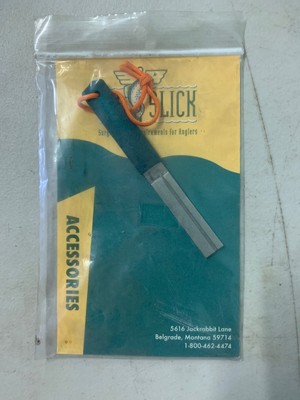 SLICK
for Anglers
ACCESSORIES
5616 Jackrabbit Lane
Belgrade, Montana 59714
1-800-462-4474